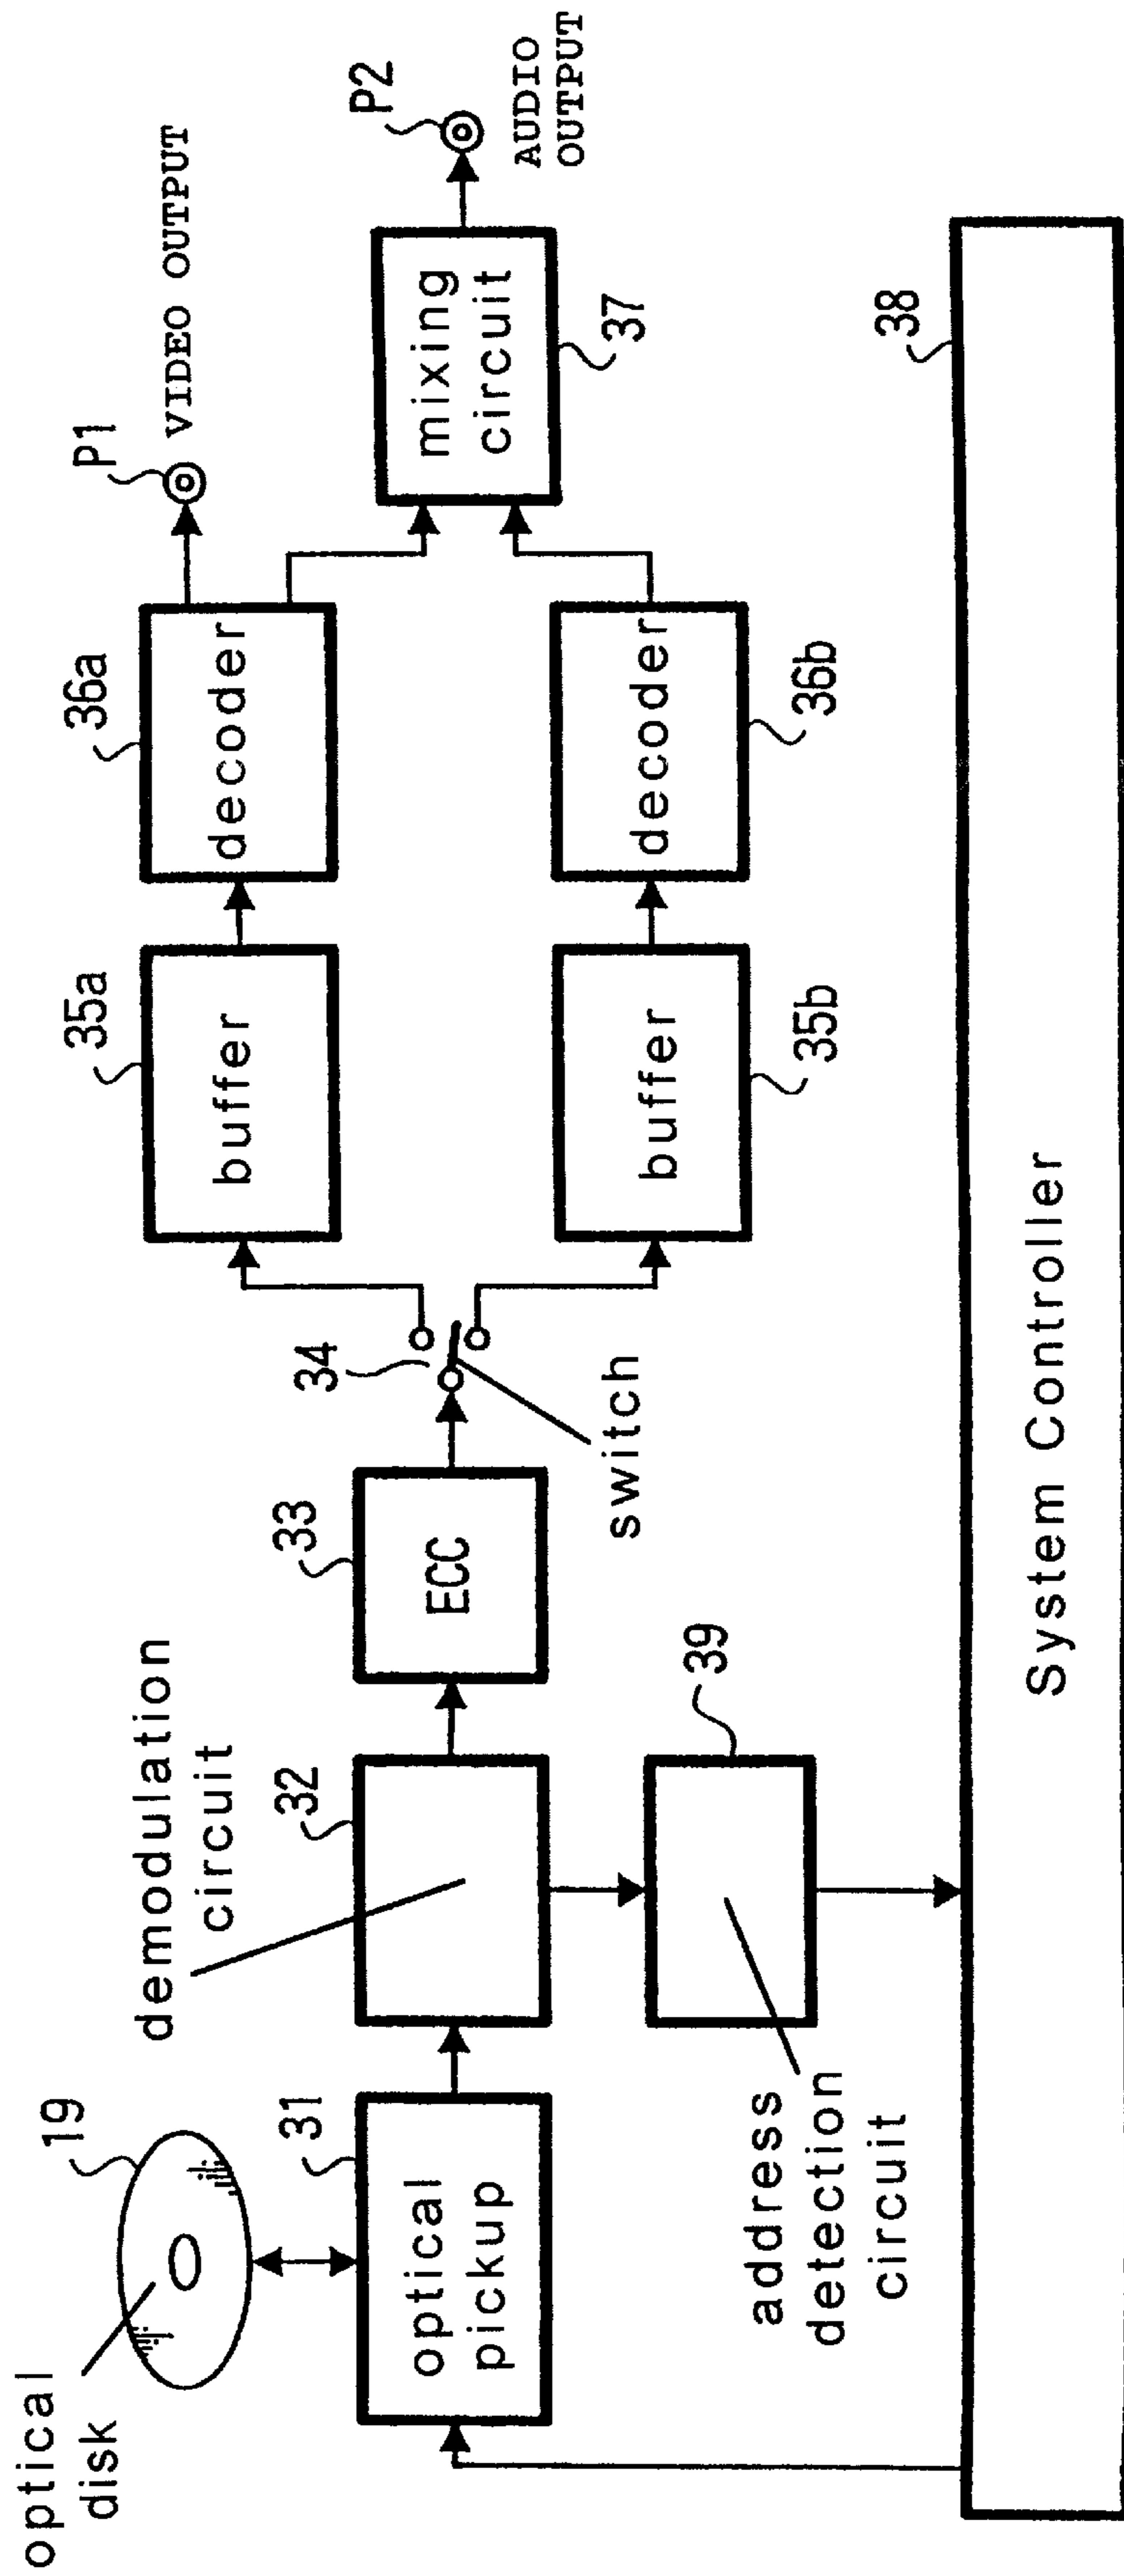 optical
disk
19
optical
pickup
31
demodulation
circuit
32
address
detection
circuit
39
ECC
33
34
switch
buffer
35a
buffer
35b
decoder
36a
decoder
36b
P1
VIDEO OUTPUT
mixing
circuit
37
P2
AUDIO
OUTPUT
System Controller
38